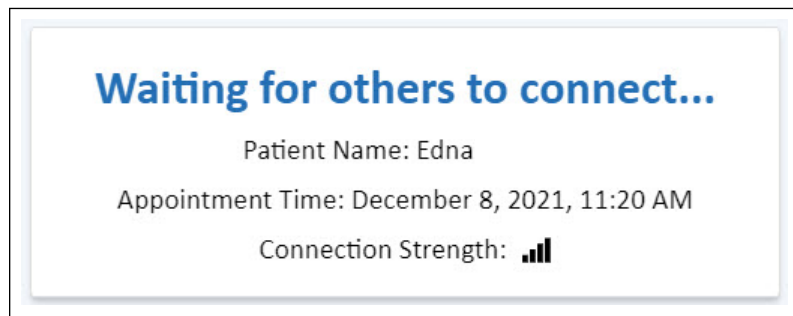 Waiting for others to connect...
Patient Name: Edna
Appointment Time: December 8, 2021, 11:20 AM
Connection Strength: